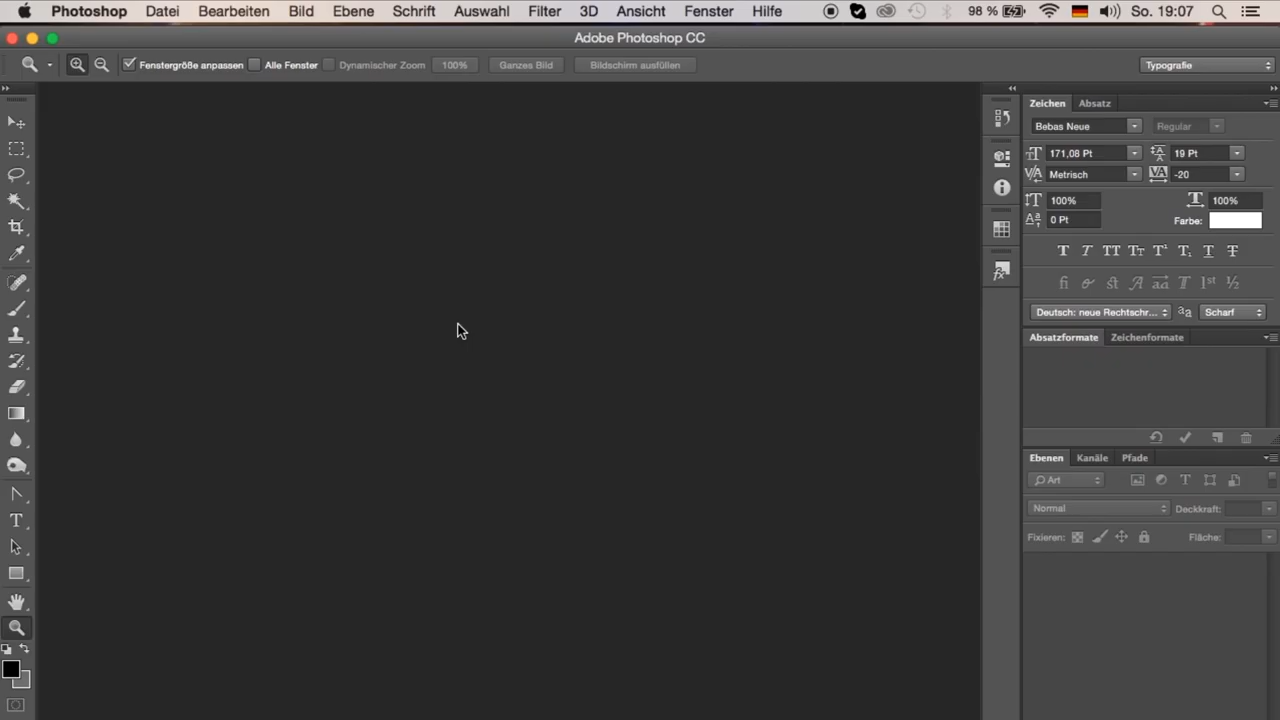 Photoshop Datei Bearbeiten Bild Ebene Schrift Auswahl Filter 3D Ansicht Fenster Hilfe 98 % So. 19:07
Adobe Photoshop CC
Fenstergröße anpassen Alle Fenster Dynamischer Zoom 100% Ganzes Bild Bildschirm ausfüllen Typografie
Zeichen Absatz
Bebas Neue Regular
171,08 Pt 19 Pt
Metrisch -20
100% 100%
0 Pt Farbe:
Deutsch: neue Rechtschr... Scharf
Absatzformate Zeichenformate
Ebenen Kanäle Pfade
Art
Normal Deckkraft:
Fixieren: Fläche: